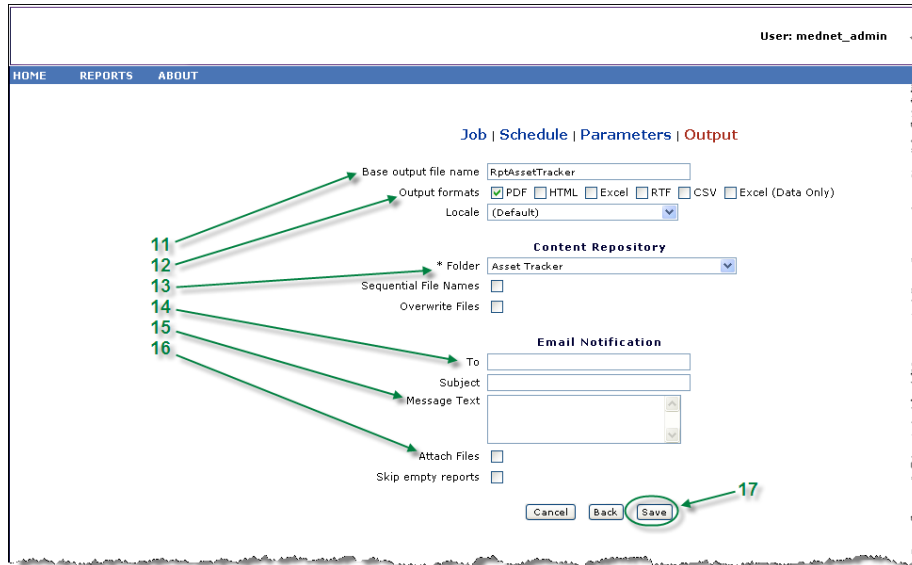 User: mednet_admin
HOME REPORTS ABOUT
Job | Schedule | Parameters | Output
Base output file name RptAssetTracker
Output formats PDF HTML Excel RTF CSV Excel (Data Only)
Locale (Default)
11
Content Repository
12
* Folder Asset Tracker
13
Sequential File Names
14
Overwrite Files
15
Email Notification
16
To
Subject
Message Text
Attach Files
Skip empty reports
17
Cancel Back Save